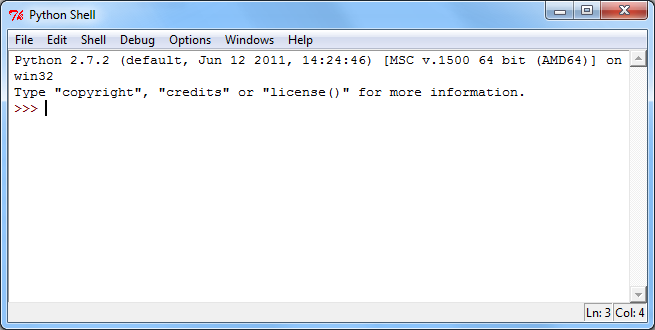 Python Shell
File Edit Shell Debug Options Windows Help
Python 2.7.2 (default, Jun 12 2011, 14:24:46) [MSC v.1500 64 bit (AMD64)] on
win32
Type "copyright", "credits" or "license()" for more information.
>>>
Ln: 3 Col: 4